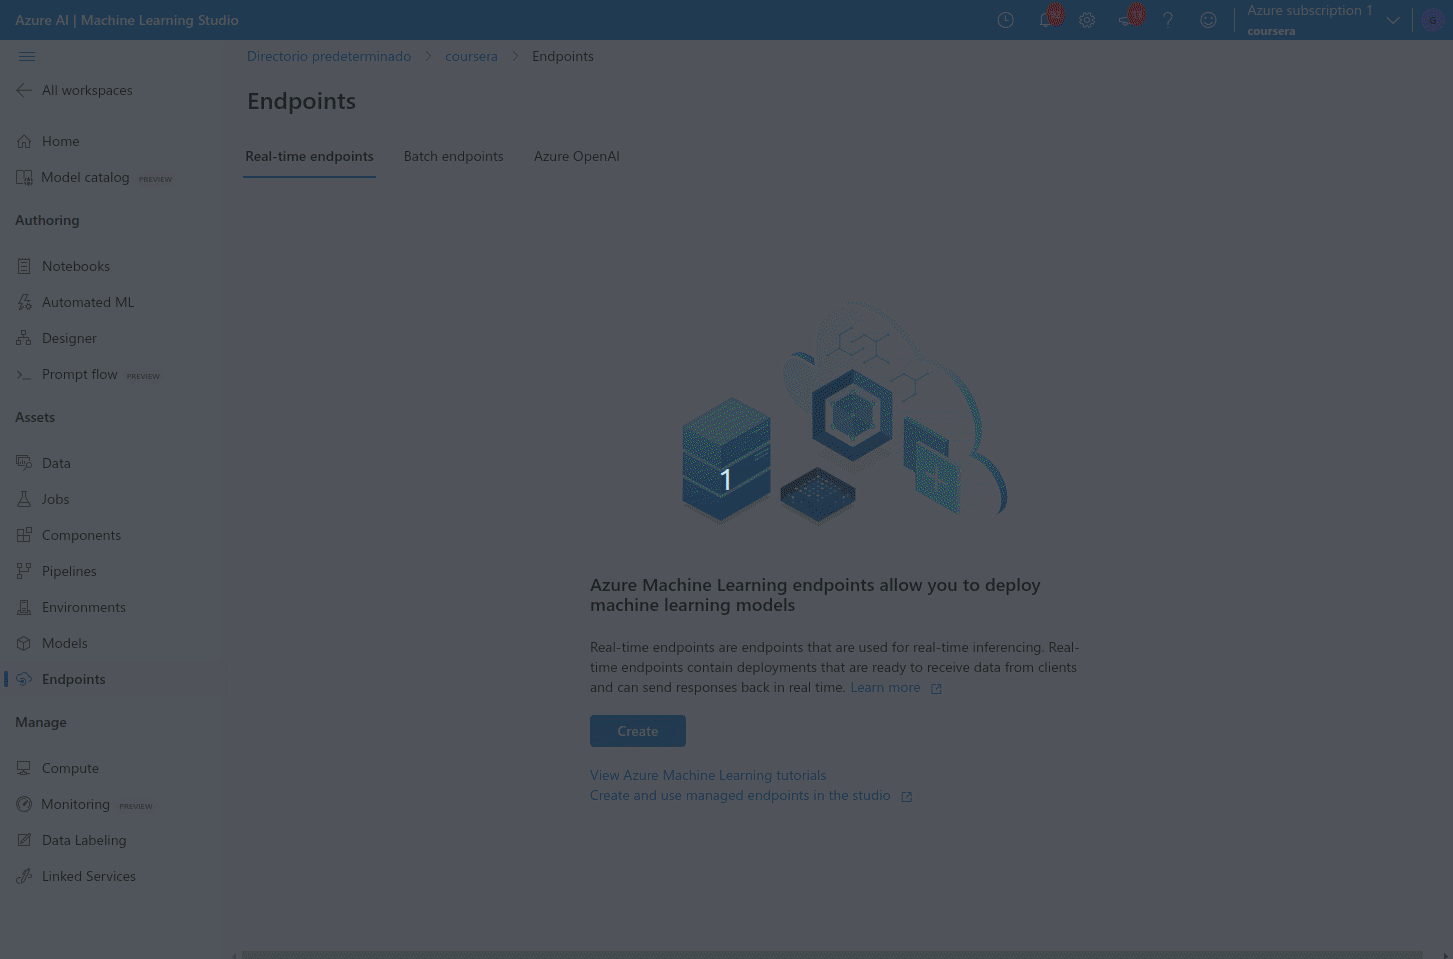 Azure AI | Machine Learning Studio
Azure subscription 1
coursera
All workspaces
Home
Model catalog PREVIEW
Authoring
Notebooks
Automated ML
Designer
Prompt flow PREVIEW
Assets
Data
Jobs
Components
Pipelines
Environments
Models
Endpoints
Manage
Compute
Monitoring PREVIEW
Data Labeling
Linked Services
Directorio predeterminado > coursera > Endpoints
Endpoints
Real-time endpoints Batch endpoints Azure OpenAI
1
Azure Machine Learning endpoints allow you to deploy
machine learning models
Real-time endpoints are endpoints that are used for real-time inferencing. Real-
time endpoints contain deployments that are ready to receive data from clients
and can send responses back in real time. Learn more
Create
View Azure Machine Learning tutorials
Create and use managed endpoints in the studio